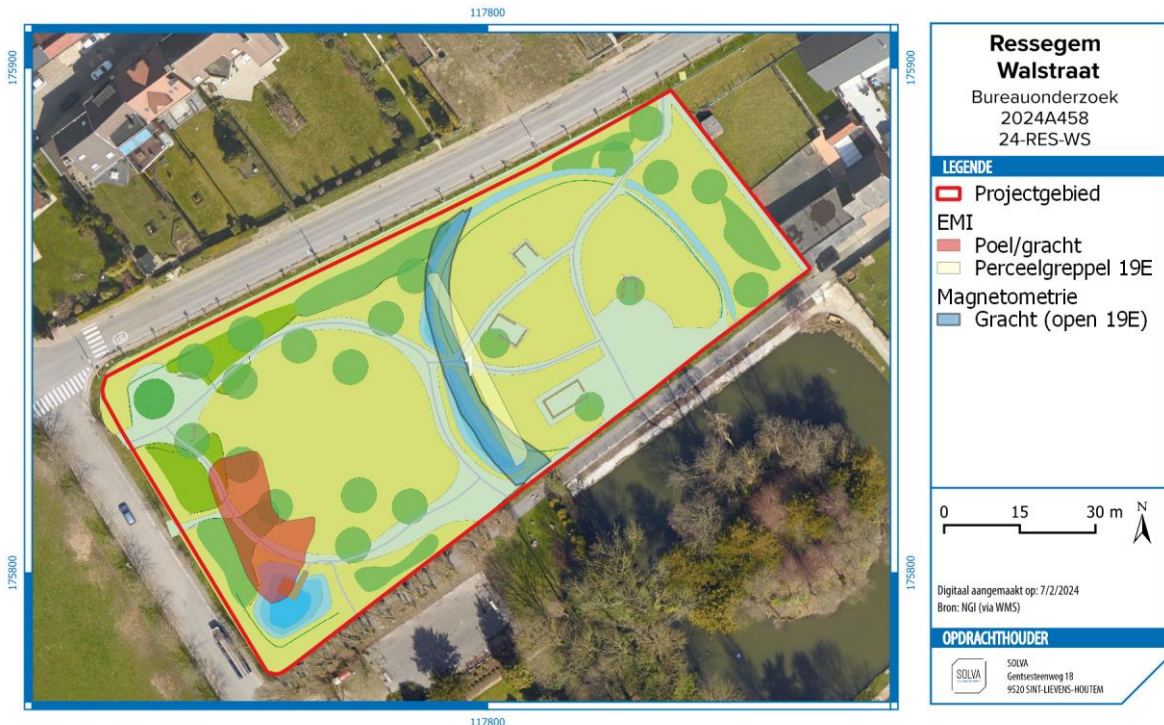 117800
175900
175900
1
175800
175800
117800
Ressegem
Walstraat
Bureauonderzoek
2024A458
24-RES-WS
LEGENDE
Projectgebied
EMI
Poel/gracht
Perceelgreppel 19E
Magnetometrie
Gracht (open 19E)
0 15 30 m
N
Digitaal aangemaakt op: 7/2/2024
Bron: NGI (via WMS)
OPDRACHTHOUDER
SOLVA
SOLVA
Gentsesteenweg 1B
9520 SINT-LIEVENS-HOUTEM